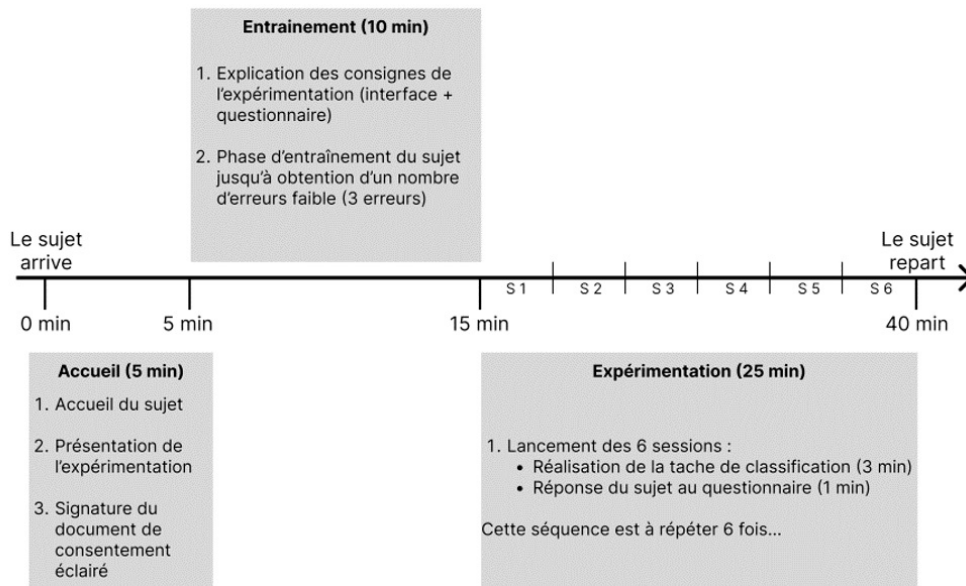 Entrainement (10 min)
1. Explication des consignes de
l'expérimentation (interface +
questionnaire)
2. Phase d'entraînement du sujet
jusqu'à obtention d'un nombre
d'erreurs faible (3 erreurs)
Le sujet
arrive
Le sujet
repart
S 1
S 2
S 3
S 4
S 5
S 6
0 min
5 min
15 min
40 min
Accueil (5 min)
1. Accueil du sujet
2. Présentation de
l'expérimentation
3. Signature du
document de
consentement
éclairé
Expérimentation (25 min)
1. Lancement des 6 sessions :
• Réalisation de la tache de classification (3 min)
• Réponse du sujet au questionnaire (1 min)
Cette séquence est à répéter 6 fois...